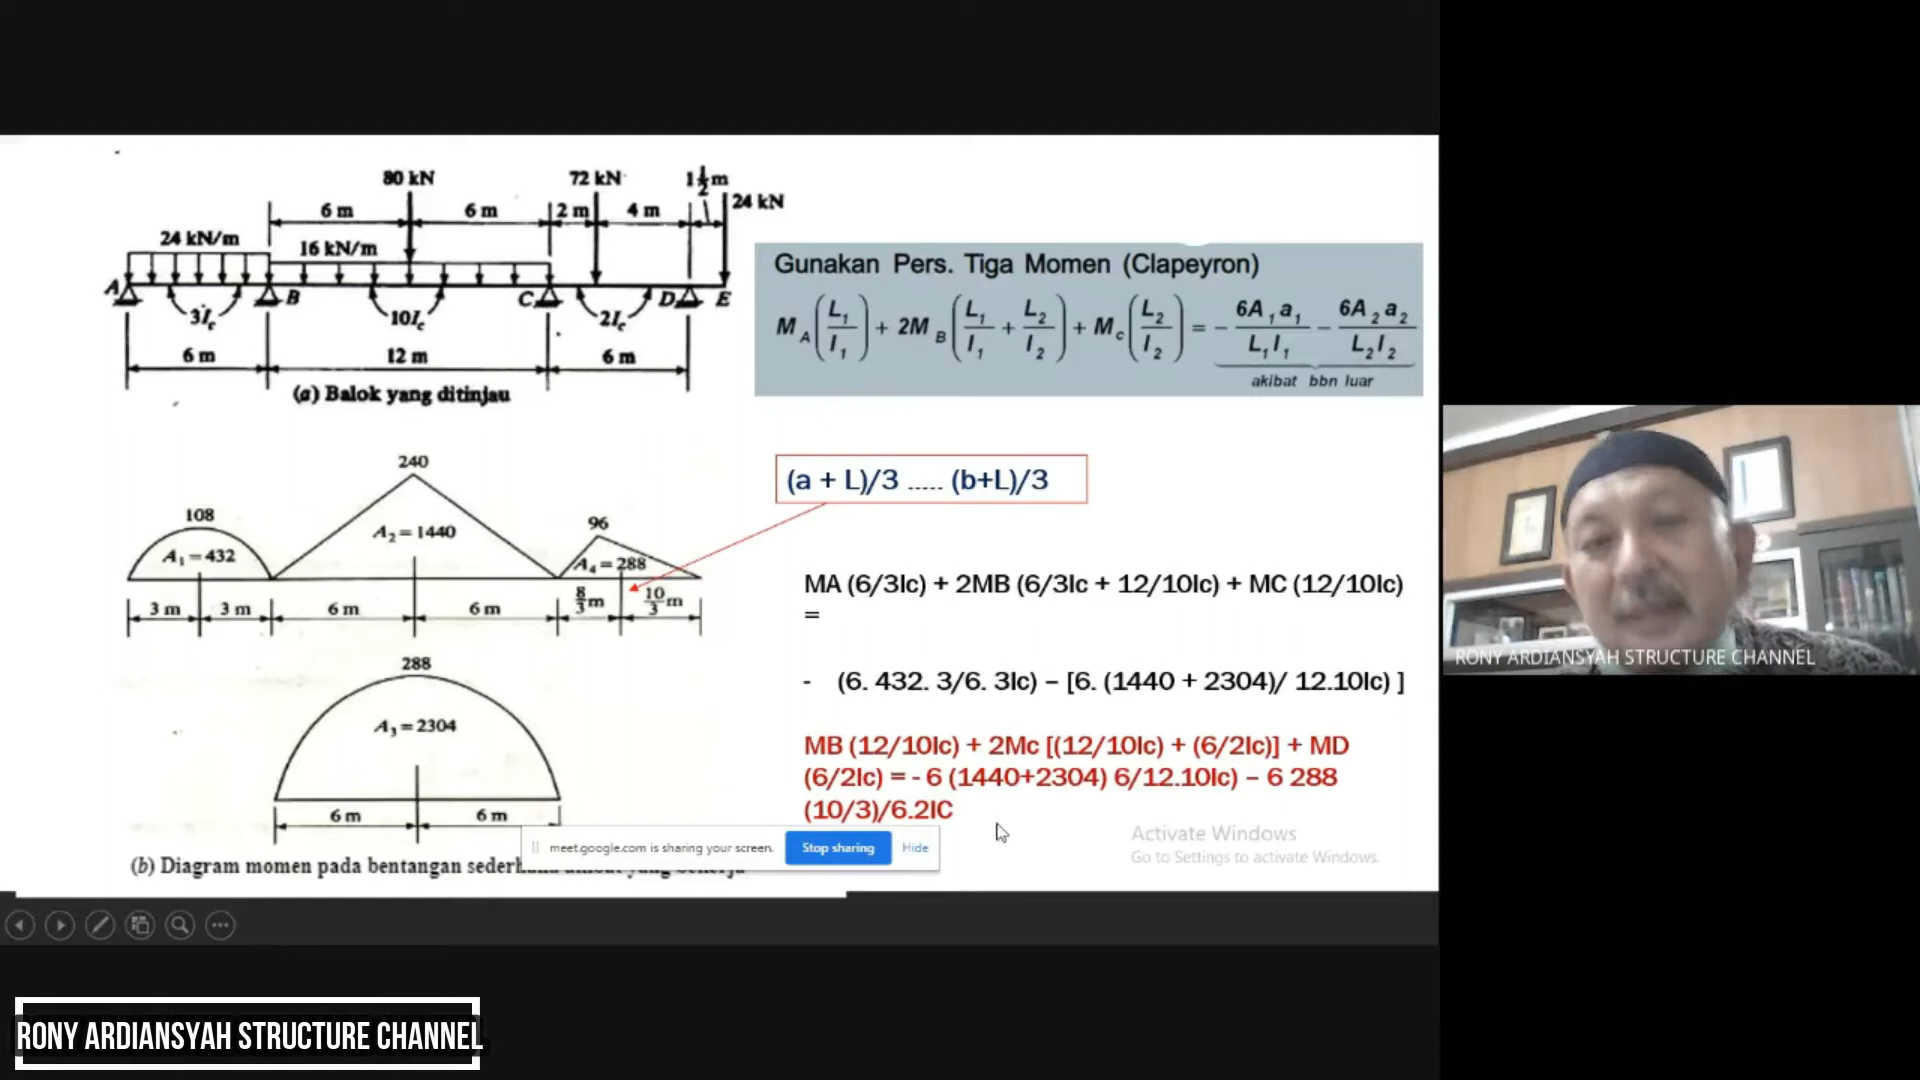 80 kN
72 kN
1½ m
24 kN
6 m
6 m
2 m
4 m
24 kN/m
16 kN/m
A
B
C
D
E
3Ic
10Ic
2Ic
6 m
12 m
6 m
(a) Balok yang ditinjau
Gunakan Pers. Tiga Momen (Clapeyron)
M_A (L₁/I₁) + 2M_B (L₁/I₁ + L₂/I₂) + M_c (L₂/I₂) = - 6A₁a₁/L₁I₁ - 6A₂a₂/L₂I₂
akibat bbn luar
(a + L)/3 ..... (b+L)/3
240
108
96
A₁ = 432
A₂ = 1440
A₄ = 288
3 m
3 m
6 m
6 m
8/3 m
10/3 m
288
A₃ = 2304
6 m
6 m
(b) Diagram momen pada bentangan
MA (6/3Ic) + 2MB (6/3Ic + 12/10Ic) + MC (12/10Ic)
=
- (6. 432. 3/6. 3Ic) – [6. (1440 + 2304)/ 12.10Ic) ]
MB (12/10Ic) + 2Mc [(12/10Ic) + (6/2Ic)] + MD
(6/2Ic) = - 6 (1440+2304) 6/12.10Ic) – 6 288
(10/3)/6.2IC
meet.google.com is sharing your screen.
Stop sharing
Hide
Activate Windows
Go to Settings to activate Windows.
RONY ARDIANSYAH STRUCTURE CHANNEL
RONY ARDIANSYAH STRUCTURE CHANNEL